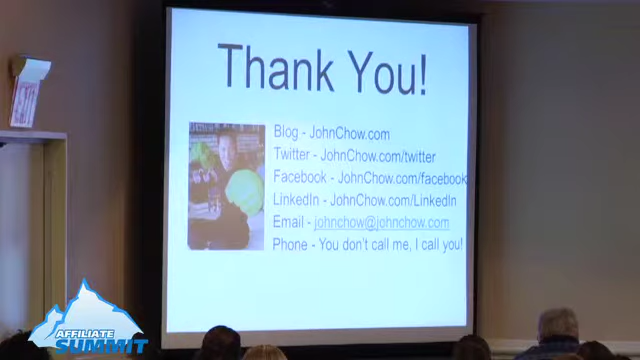 Thank You!
Blog - JohnChow.com
Twitter - JohnChow.com/twitter
Facebook - JohnChow.com/facebook
LinkedIn - JohnChow.com/LinkedIn
Email - johnchow@johnchow.com
Phone - You don't call me, I call you!
AFFILIATE
SUMMIT